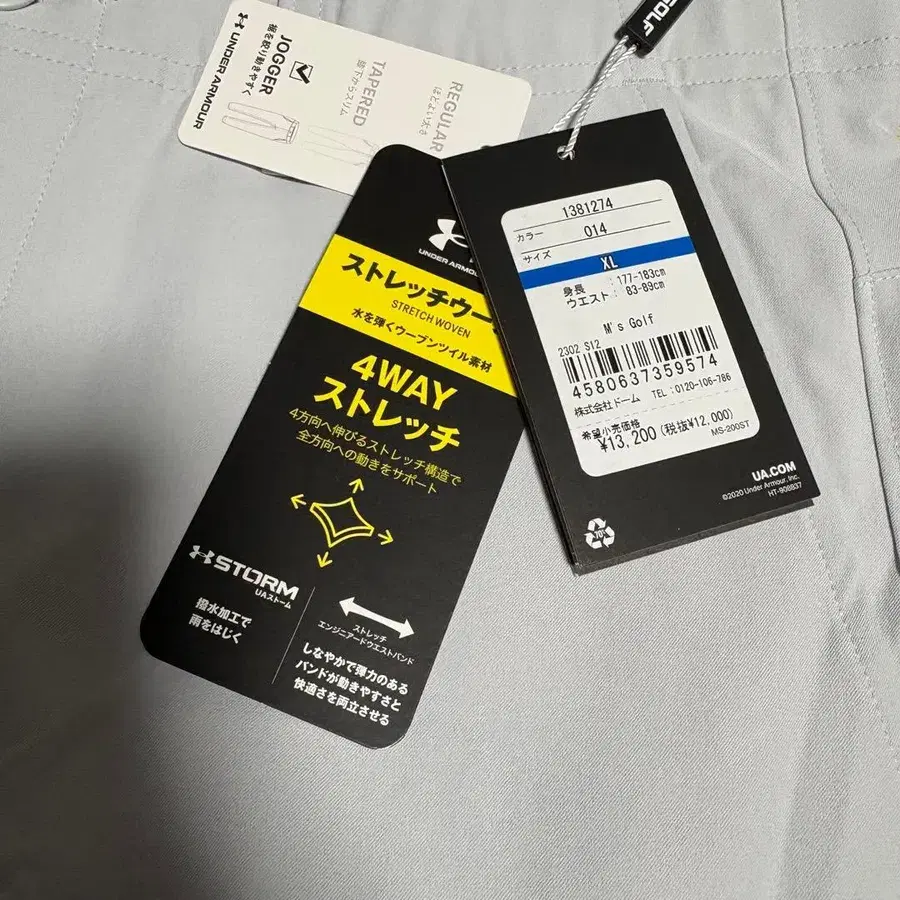 UNDER ARMOUR
JOGGER
裾を絞り動きやすく
TAPERED
膝下からスリム
REGULAR
ほどよい太さ
GOLF
UNDER ARMOUR
ストレッチウー
STRETCH WOVEN
水を弾くウーブンツイル素材
4WAY
ストレッチ
4方向へ伸びるストレッチ構造で
全方向への動きをサポート
STORM
UAストーム
撥水加工で
雨をはじく
ストレッチ
エンジニアードウエストバンド
しなやかで弾力のある
バンドが動きやすさと
快適さを両立させる
1381274
カラー 014
サイズ
XL
身長 : 177-183cm
ウエスト : 83-89cm
M's Golf
2302 S12
4580637359574
株式会社ドーム TEL:0120-106-786
希望小売価格
¥13,200(税抜¥12,000)
MS-200ST
UA.COM
©2020 Under Armour, Inc.
HT-908837